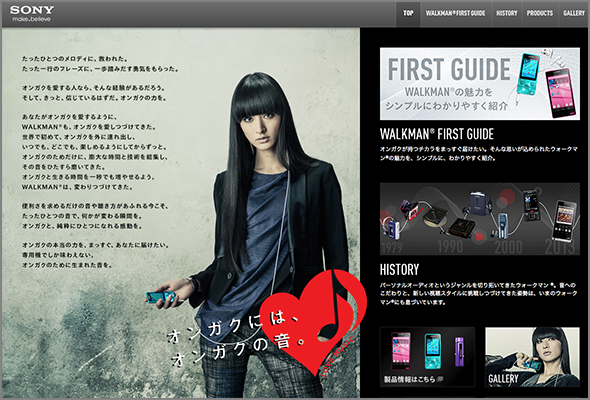 SONY
make.believe
TOP
WALKMAN® FIRST GUIDE
HISTORY
PRODUCTS
GALLERY
たったひとつのメロディに、救われた。
たった一行のフレーズに、一歩踏みだす勇気をもらった。
オンガクを愛する人なら、そんな経験があるだろう。
そして、きっと、信じているはずだ。オンガクの力を。
あなたがオンガクを愛するように、
WALKMAN®も、オンガクを愛しつづけてきた。
世界で初めて、オンガクを外に連れ出し、
いつでも、どこでも、楽しめるようにしてからずっと。
オンガクのためだけに、膨大な時間と技術を結集し、
その音をひたすら磨いてきた。
オンガクと生きる時間を一秒でも増やせるよう、
WALKMAN®は、変わりつづけてきた。
便利さを求めるだけの音や聴き方があふれる今こそ、
たったひとつの音で、何かが変わる瞬間を。
オンガクと、純粋にひとつになれる感動を。
オンガクの本当の力を、まっすぐ、あなたに届けたい。
専用機でしか味わえない。
オンガクのために生まれた音を。
オンガクには、
オンガクの音。
FIRST GUIDE
WALKMAN®の魅力を
シンプルにわかりやすく紹介
WALKMAN® FIRST GUIDE
オンガクが持つチカラをまっすぐ届けたい。そんな思いが込められたウォークマ
ン®の魅力を、シンプルに、わかりやすく紹介。
1979
1990
2000
2013
HISTORY
パーソナルオーディオというジャンルを切り拓いてきたウォークマン ®。音への
こだわりと、新しい視聴スタイルに挑戦しつづけてきた姿勢は、いまのウォーク
マン®にも息づいています。
製品情報はこちら
GALLERY